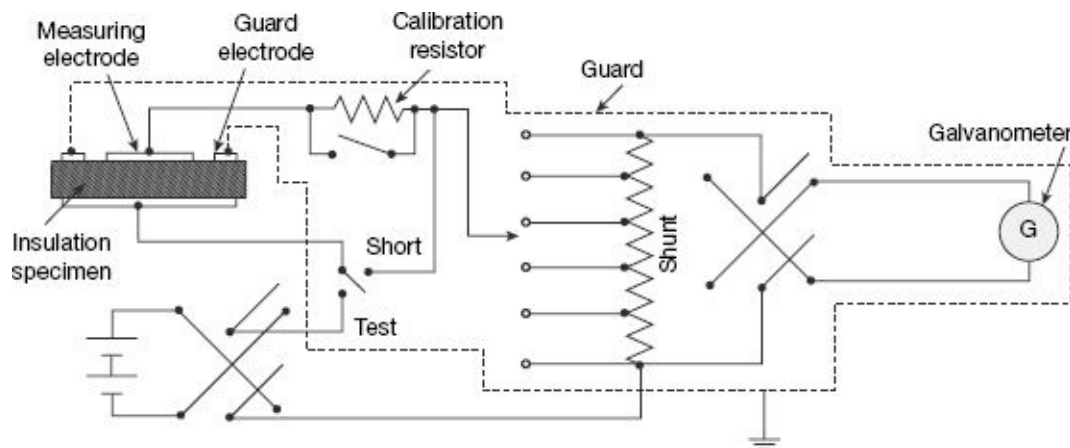 Measuring
electrode
Guard
electrode
Calibration
resistor
Guard
Galvanometer
Insulation
specimen
Short
Test
Shunt
G